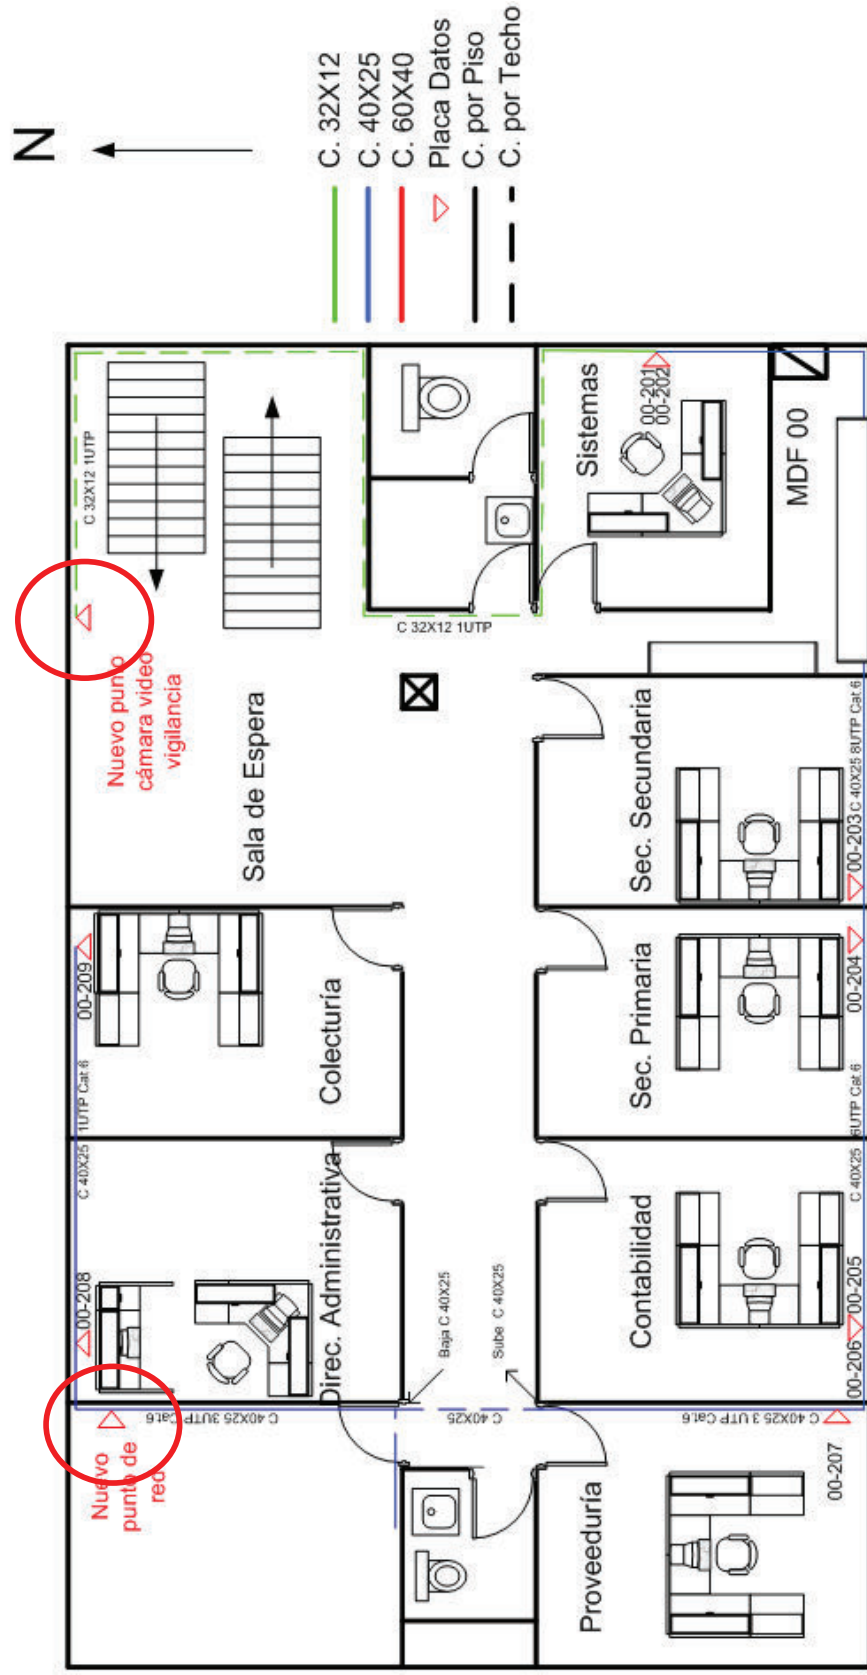 N
C. 32X12
C. 40X25
C. 60X40
Placa Datos
C. por Piso
C. por Techo
C 32X12 1UTP
Nuevo punto
cámara video
vigilancia
Sala de Espera
C 32X12 1UTP
Sistemas
00-201
00-202
MDF 00
00-209
Colecturía
1UTP Cat.6
C 40X25
00-208
Direc. Administrativa
C 40X25 3UTP Cat.6
Nuevo
punto de
red
Baja C 40X25
Sube C 40X25
C 40X25
Sec. Secundaria
C 40X25 8UTP Cat.6
00-203
Sec. Primaria
00-204
6UTP Cat.6
C 40X25
Contabilidad
00-205
00-206
C 40X25 3 UTP Cat.6
00-207
Proveeduría